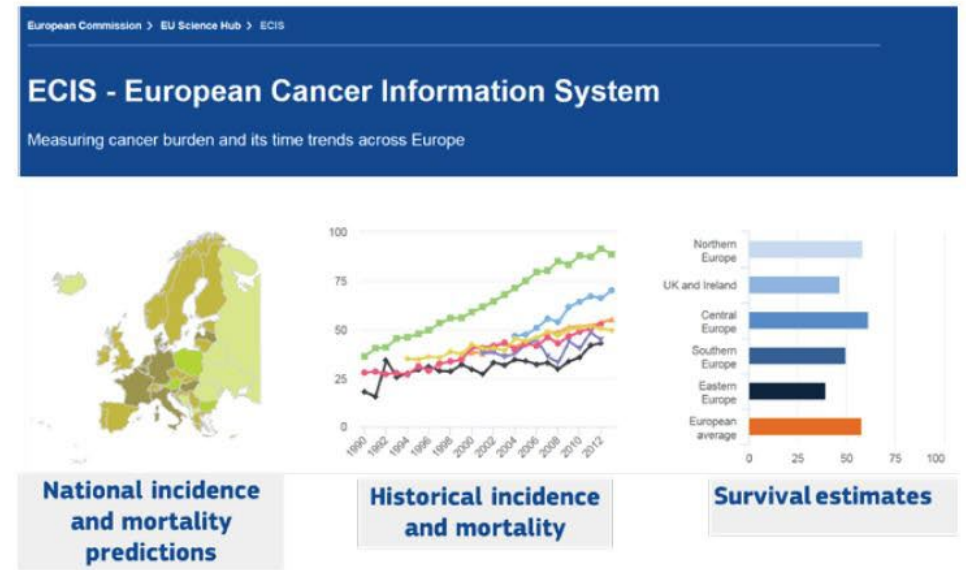 European Commission > EU Science Hub > ECIS
ECIS - European Cancer Information System
Measuring cancer burden and its time trends across Europe
100
75
50
25
0
1990
1992
1994
1996
1998
2000
2002
2004
2006
2008
2010
2012
Northern
Europe
UK and Ireland
Central
Europe
Southern
Europe
Eastern
Europe
European
average
0 25 50 75 100
National incidence
and mortality
predictions
Historical incidence
and mortality
Survival estimates